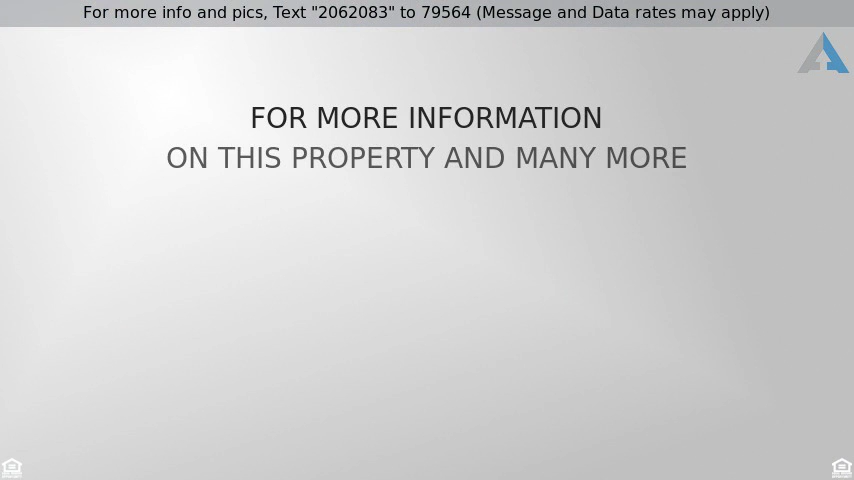 For more info and pics, Text "2062083" to 79564 (Message and Data rates may apply)
FOR MORE INFORMATION
ON THIS PROPERTY AND MANY MORE